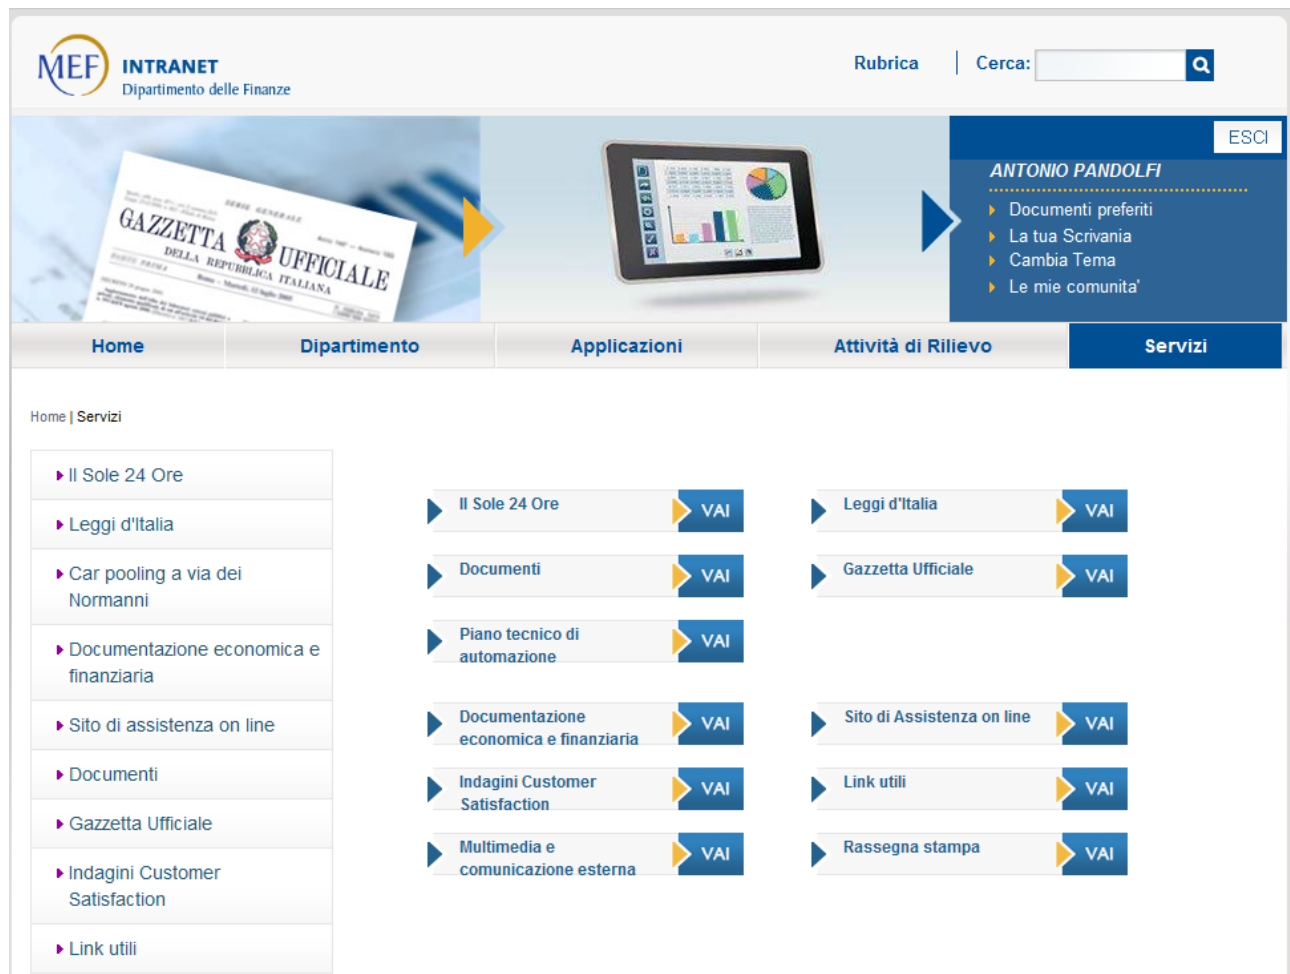 MEF
INTRANET
Dipartimento delle Finanze
Rubrica
Cerca:
ESCI
SERIE GENERALE
GAZZETTA UFFICIALE
DELLA REPUBBLICA ITALIANA
PARTE PRIMA
ANTONIO PANDOLFI
Documenti preferiti
La tua Scrivania
Cambia Tema
Le mie comunita'
Home
Dipartimento
Applicazioni
Attività di Rilievo
Servizi
Home | Servizi
Il Sole 24 Ore
Leggi d'Italia
Car pooling a via dei
Normanni
Documentazione economica e
finanziaria
Sito di assistenza on line
Documenti
Gazzetta Ufficiale
Indagini Customer
Satisfaction
Link utili
Il Sole 24 Ore
VAI
Leggi d'Italia
VAI
Documenti
VAI
Gazzetta Ufficiale
VAI
Piano tecnico di
automazione
VAI
Documentazione
economica e finanziaria
VAI
Sito di Assistenza on line
VAI
Indagini Customer
Satisfaction
VAI
Link utili
VAI
Multimedia e
comunicazione esterna
VAI
Rassegna stampa
VAI